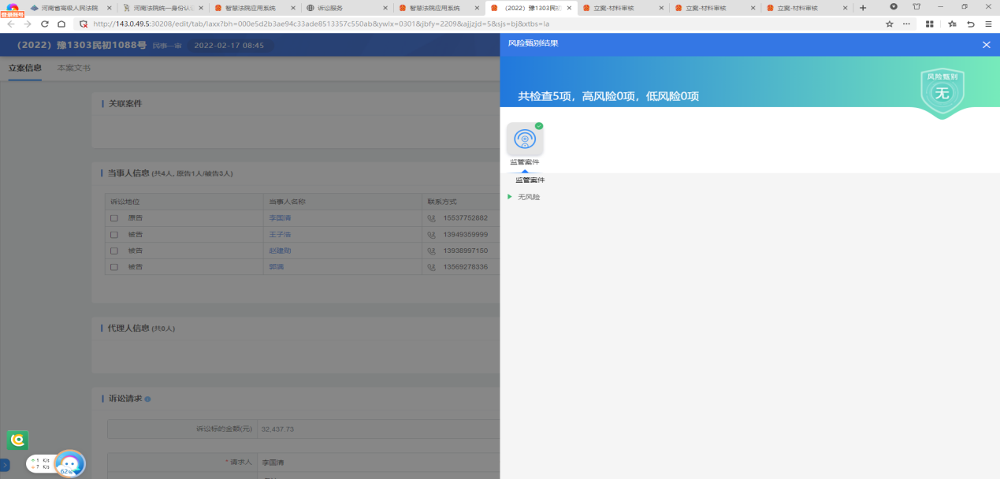 河南省高级人民法院
河南法院统一身份认
智慧法院应用系统
诉讼服务
智慧法院应用系统
（2022）豫1303民初
立案-材料审核
立案-材料审核
立案-材料审核
登录账号
http://143.0.49.5:30208/edit/tab/laxx?bh=000e5d2b3ae94c33ade8513357c550ab&ywlx=0301&jbfy=2209&ajjzjd=5&sjs=bj&xtbs=la
（2022）豫1303民初1088号 民事一审 2022-02-17 08:45
立案信息 本案文书
关联案件
当事人信息 (共4人, 原告1人/被告3人)
诉讼地位 当事人名称 联系方式
原告 李国清 15537752882
被告 王子浩 13949359999
被告 赵建勋 13938997150
被告 13569278336
代理人信息 (共0人)
诉讼请求
诉讼标的金额(元) 32,437.73
* 请求人 李国清
↑ 1 K/s
↓ 7 K/s
62
风险甄别结果
共检查5项，高风险0项，低风险0项
风险甄别
无
监管案件
监管案件
无风险